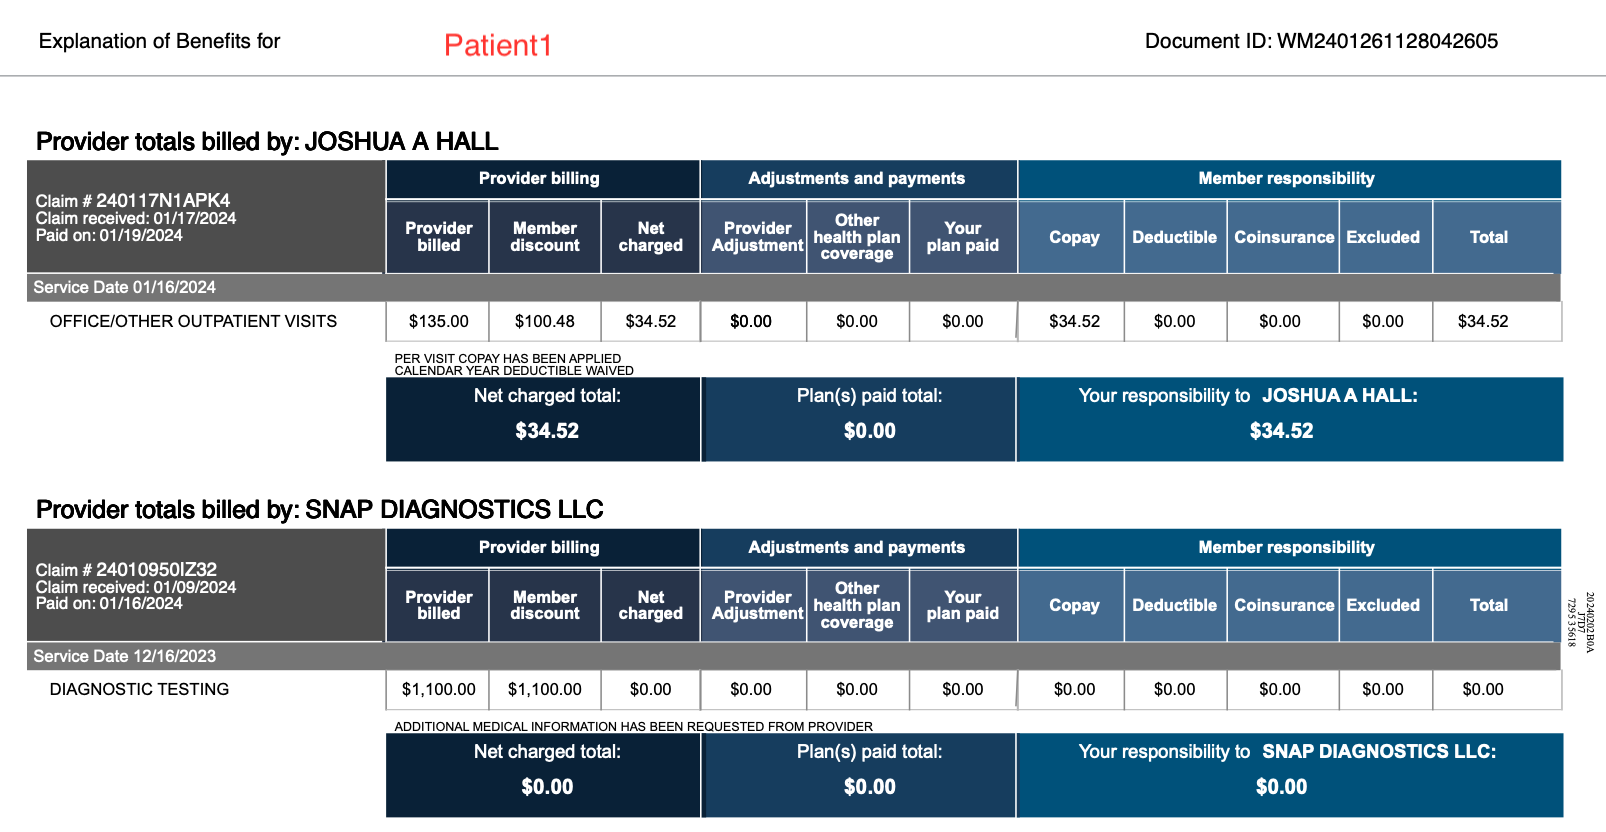 Explanation of Benefits for Patient1 Document ID: WM2401261128042605
Provider totals billed by: JOSHUA A HALL
Claim # 240117N1APK4
Claim received: 01/17/2024
Paid on: 01/19/2024
Provider billing Adjustments and payments Member responsibility
Provider billed Member discount Net charged Provider Adjustment Other health plan coverage Your plan paid Copay Deductible Coinsurance Excluded Total
Service Date 01/16/2024
OFFICE/OTHER OUTPATIENT VISITS $135.00 $100.48 $34.52 $0.00 $0.00 $0.00 $34.52 $0.00 $0.00 $0.00 $34.52
PER VISIT COPAY HAS BEEN APPLIED
CALENDAR YEAR DEDUCTIBLE WAIVED
Net charged total: Plan(s) paid total: Your responsibility to JOSHUA A HALL:
$34.52 $0.00 $34.52
Provider totals billed by: SNAP DIAGNOSTICS LLC
Claim # 24010950IZ32
Claim received: 01/09/2024
Paid on: 01/16/2024
Provider billing Adjustments and payments Member responsibility
Provider billed Member discount Net charged Provider Adjustment Other health plan coverage Your plan paid Copay Deductible Coinsurance Excluded Total
Service Date 12/16/2023
DIAGNOSTIC TESTING $1,100.00 $1,100.00 $0.00 $0.00 $0.00 $0.00 $0.00 $0.00 $0.00 $0.00 $0.00
ADDITIONAL MEDICAL INFORMATION HAS BEEN REQUESTED FROM PROVIDER
Net charged total: Plan(s) paid total: Your responsibility to SNAP DIAGNOSTICS LLC:
$0.00 $0.00 $0.00
20240202B0A
J7D7
7295 3 5618